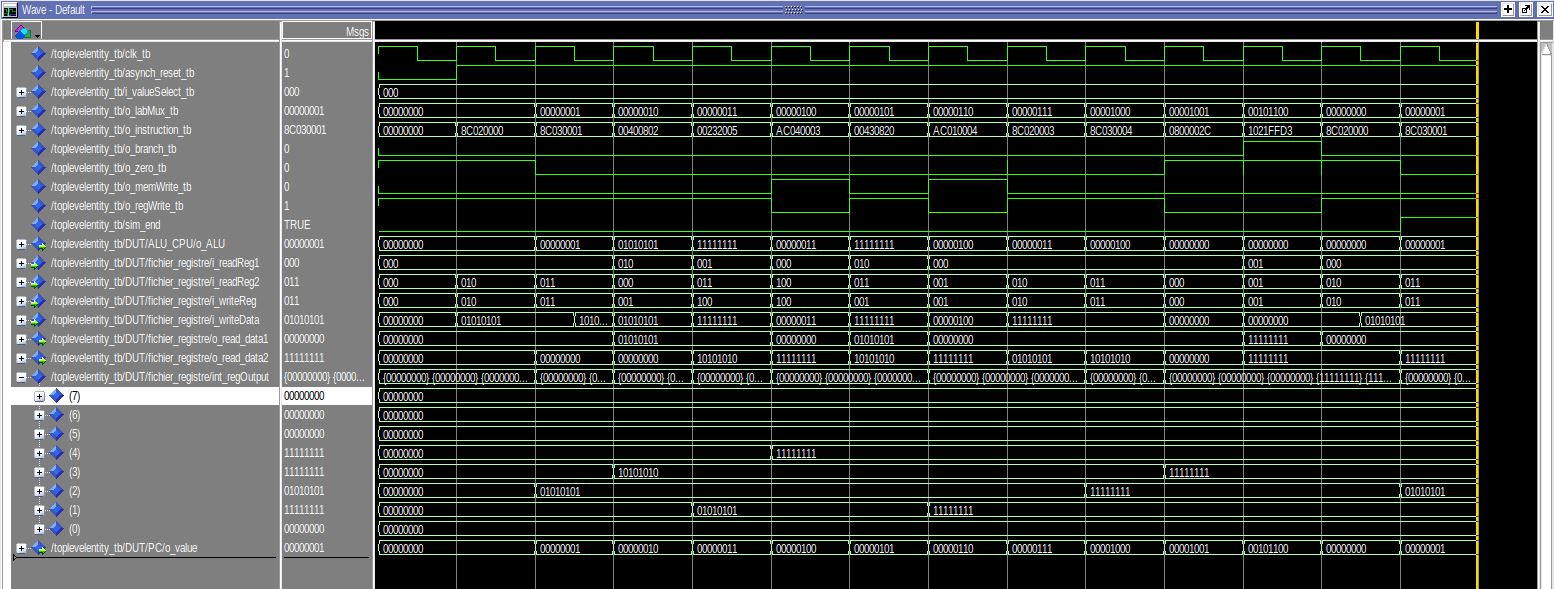 Wave - Default
Msgs
/toplevelentity_tb/clk_tb 0
/toplevelentity_tb/asynch_reset_tb 1
/toplevelentity_tb/i_valueSelect_tb 000 000
/toplevelentity_tb/o_labMux_tb 00000001 00000000 00000001 00000010 00000011 00000100 00000101 00000110 00000111 00001000 00001001 00101100 00000000 00000001
/toplevelentity_tb/o_instruction_tb 8C030001 00000000 8C020000 8C030001 00400802 00232005 AC040003 00430820 AC010004 8C020003 8C030004 0800002C 1021FFD3 8C020000 8C030001
/toplevelentity_tb/o_branch_tb 0
/toplevelentity_tb/o_zero_tb 0
/toplevelentity_tb/o_memWrite_tb 0
/toplevelentity_tb/o_regWrite_tb 1
/toplevelentity_tb/sim_end TRUE
/toplevelentity_tb/DUT/ALU_CPU/o_ALU 00000001 00000000 00000001 01010101 11111111 00000011 11111111 00000100 00000011 00000100 00000000 00000000 00000000 00000001
/toplevelentity_tb/DUT/fichier_registre/i_readReg1 000 000 010 001 000 010 000 001 000
/toplevelentity_tb/DUT/fichier_registre/i_readReg2 011 000 010 011 000 011 100 011 001 010 011 000 001 010 011
/toplevelentity_tb/DUT/fichier_registre/i_writeReg 011 000 010 011 001 100 100 001 001 010 011 000 001 010 011
/toplevelentity_tb/DUT/fichier_registre/i_writeData 01010101 00000000 01010101 1010... 01010101 11111111 00000011 11111111 00000100 11111111 00000000 00000000 01010101
/toplevelentity_tb/DUT/fichier_registre/o_read_data1 00000000 00000000 01010101 00000000 01010101 00000000 11111111 00000000
/toplevelentity_tb/DUT/fichier_registre/o_read_data2 11111111 00000000 00000000 00000000 10101010 11111111 10101010 11111111 01010101 10101010 00000000 11111111 11111111
/toplevelentity_tb/DUT/fichier_registre/int_regOutput {00000000} {0000... {00000000} {00000000} {0000000... {00000000} {0... {00000000} {0... {00000000} {0... {00000000} {00000000} {0000000... {00000000} {00000000} {0000000... {00000000} {0... {00000000} {00000000} {00000000} {11111111} {111... {00000000} {0...
(7) 00000000 00000000
(6) 00000000 00000000
(5) 00000000 00000000
(4) 11111111 00000000 11111111
(3) 11111111 00000000 10101010 11111111
(2) 01010101 00000000 01010101 11111111 01010101
(1) 11111111 00000000 01010101 11111111
(0) 00000000 00000000
/toplevelentity_tb/DUT/PC/o_value 00000001 00000000 00000001 00000010 00000011 00000100 00000101 00000110 00000111 00001000 00001001 00101100 00000000 00000001